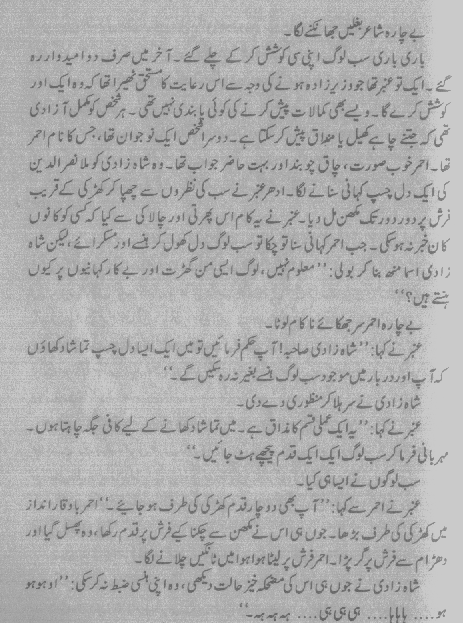 بے چارہ شاعر بغلیں جھانکنے لگا۔
باری باری سب لوگ اپنی سی کوشش کر کے چلے گئے۔ آخر میں صرف دو امیدوار رہ
گئے۔ ایک تو عنبر تھا جو وزیر زادہ ہونے کی وجہ سے اس رعایت کا مستحق ٹھیرا تھا کہ وہ ایک اور
کوشش کرے گا۔ ویسے بھی کمالات پیش کرنے کی کوئی پابندی نہیں تھی۔ ہر شخص کو مکمل آزادی
تھی کہ جتنے چاہے کھیل یا مذاق پیش کر سکتا ہے۔ دوسرا شخص ایک نوجوان تھا، جس کا نام احمر
تھا۔ احمر خوب صورت، چاق چوبند اور بہت حاضر جواب تھا۔ وہ شاہ زادی کو ملا نصر الدین
کی ایک دل چسپ کہانی سنانے لگا۔ ادھر عنبر نے سب کی نظروں سے چھپا کر کھڑکی کے قریب
فرش پر دور دور تک مکھن مل دیا۔ عنبر نے یہ کام اس پھرتی اور چالاکی سے کیا کہ کسی کو کانوں
کان خبر نہ ہو سکی۔ جب احمر کہانی سنا تو چکا تو سب لوگ دل کھول کر ہنسے اور مسکرائے، لیکن شاہ
زادی نے منھ بنا کر بولی: ”معلوم نہیں، لوگ ایسی من گھڑت اور بے کار کہانیوں پر کیوں
ہنستے ہیں؟“
بے چارہ احمر سر جھکائے ناکام لوٹا۔
عنبر نے کہا: ”شاہ زادی صاحبہ! آپ حکم فرمائیں تو میں ایک ایسا دل چسپ تماشا دکھاؤں
کہ آپ اور دربار میں موجود سب لوگ ہنسے بغیر نہ رہ سکیں گے۔“
شاہ زادی نے سر ہلا کر منظوری دے دی۔
عنبر نے کہا: ”یہ ایک عملی قسم کا مذاق ہے۔ میں تماشا دکھانے کے لیے کافی جگہ چاہتا ہوں۔
مہربانی فرما کر سب لوگ ایک ایک قدم پیچھے ہٹ جائیں۔“
سب لوگوں نے ایسا ہی کیا۔
عنبر نے احمر سے کہا: ”آپ بھی دو چار قدم کھڑکی کی طرف ہو جایئے۔“ احمر باوقار انداز
میں کھڑکی کی طرف بڑھا۔ جوں ہی اس نے مکھن سے چکنا کیے فرش پر قدم رکھا، وہ پھسل گیا اور
دھڑام سے فرش پر گر پڑا۔ احمر فرش پر لیٹا ہوا ہوا میں ٹانگیں چلانے لگا۔
شاہ زادی نے جوں ہی اس کی مضحکہ خیز حالت دیکھی، وہ اپنی ہنسی ضبط نہ کر سکی: ”او ہو ہو
ہو.... ہاہاہا.... ہی ہی ہی.... ہہ ہہ ہہ۔“